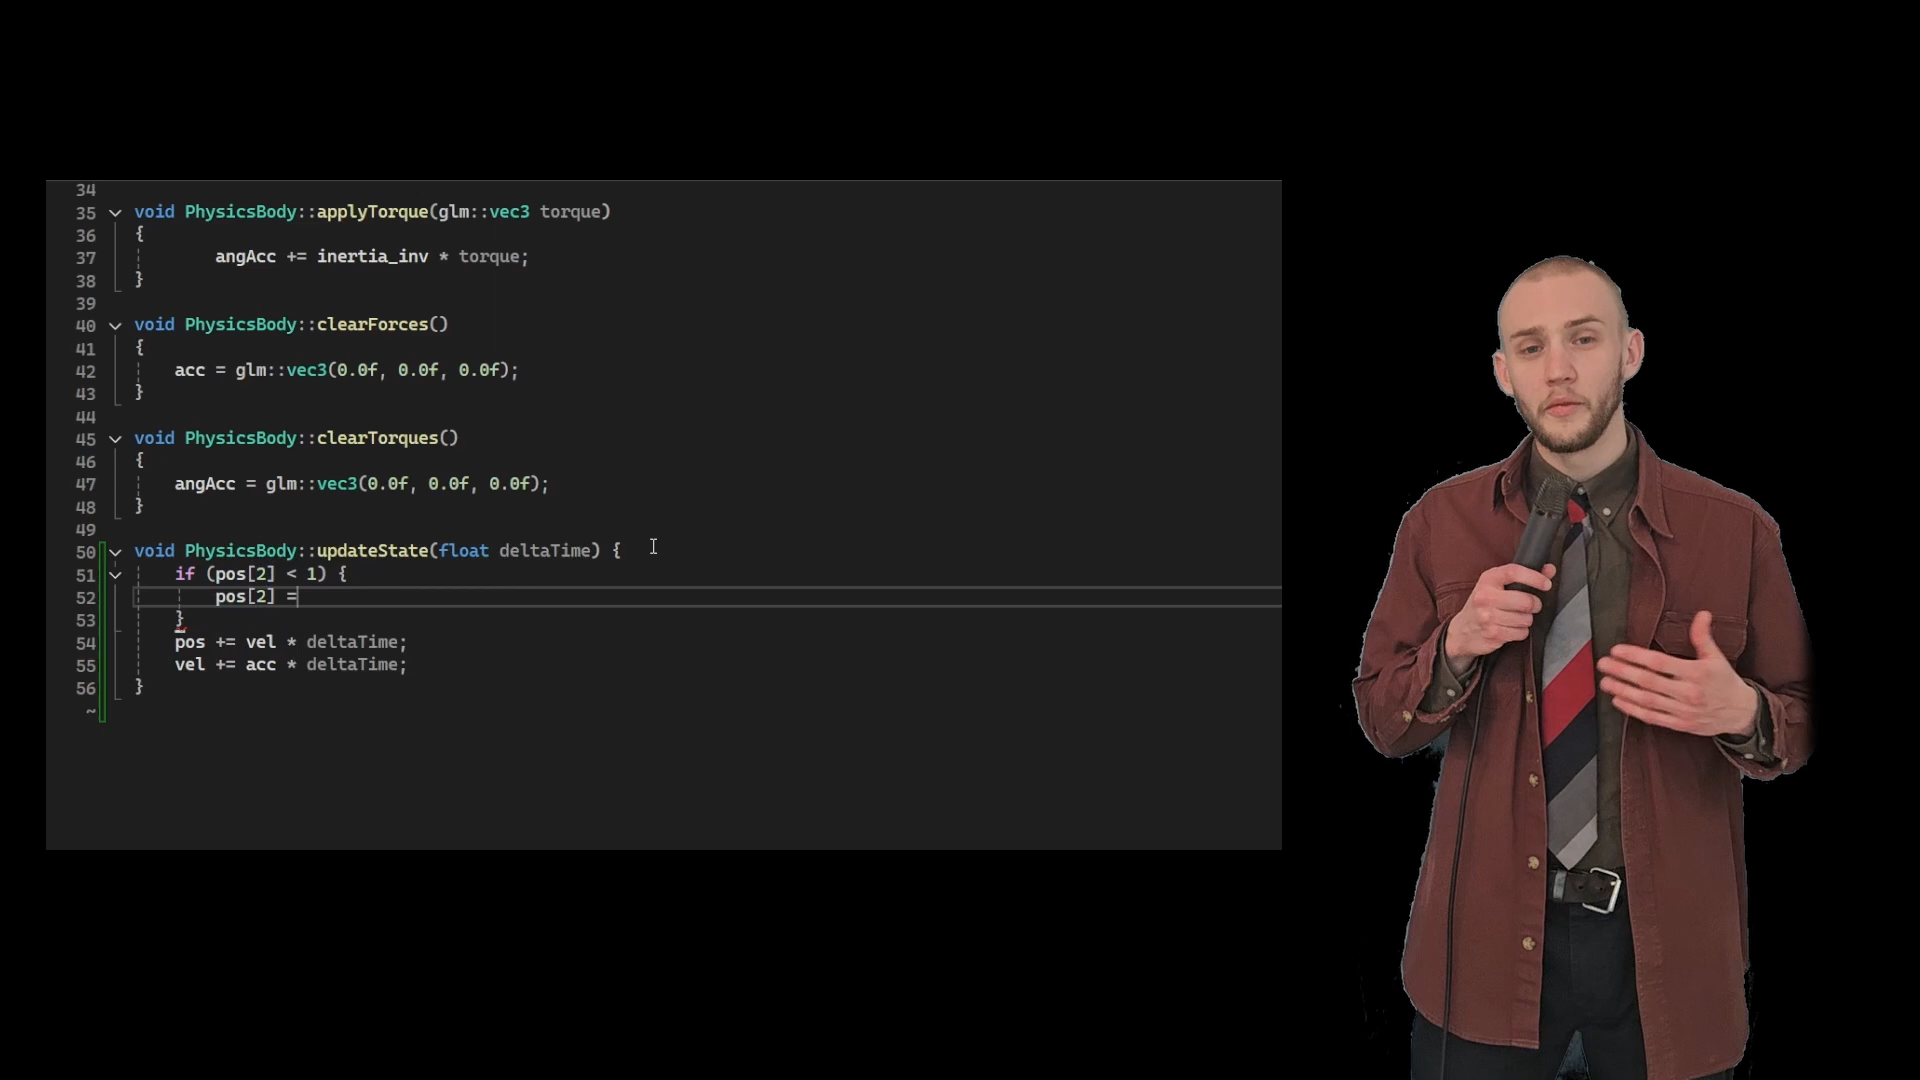 34
35 void PhysicsBody::applyTorque(glm::vec3 torque)
36 {
37 angAcc += inertia_inv * torque;
38 }
39
40 void PhysicsBody::clearForces()
41 {
42 acc = glm::vec3(0.0f, 0.0f, 0.0f);
43 }
44
45 void PhysicsBody::clearTorques()
46 {
47 angAcc = glm::vec3(0.0f, 0.0f, 0.0f);
48 }
49
50 void PhysicsBody::updateState(float deltaTime) {
51 if (pos[2] < 1) {
52 pos[2] =
53 }
54 pos += vel * deltaTime;
55 vel += acc * deltaTime;
56 }
~